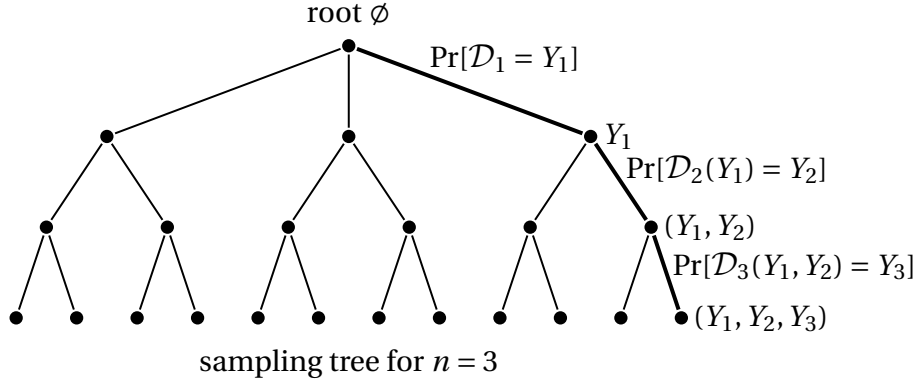 root ∅
Pr[𝒟₁ = Y₁]
Y₁
Pr[𝒟₂(Y₁) = Y₂]
(Y₁, Y₂)
Pr[𝒟₃(Y₁, Y₂) = Y₃]
(Y₁, Y₂, Y₃)
sampling tree for n = 3